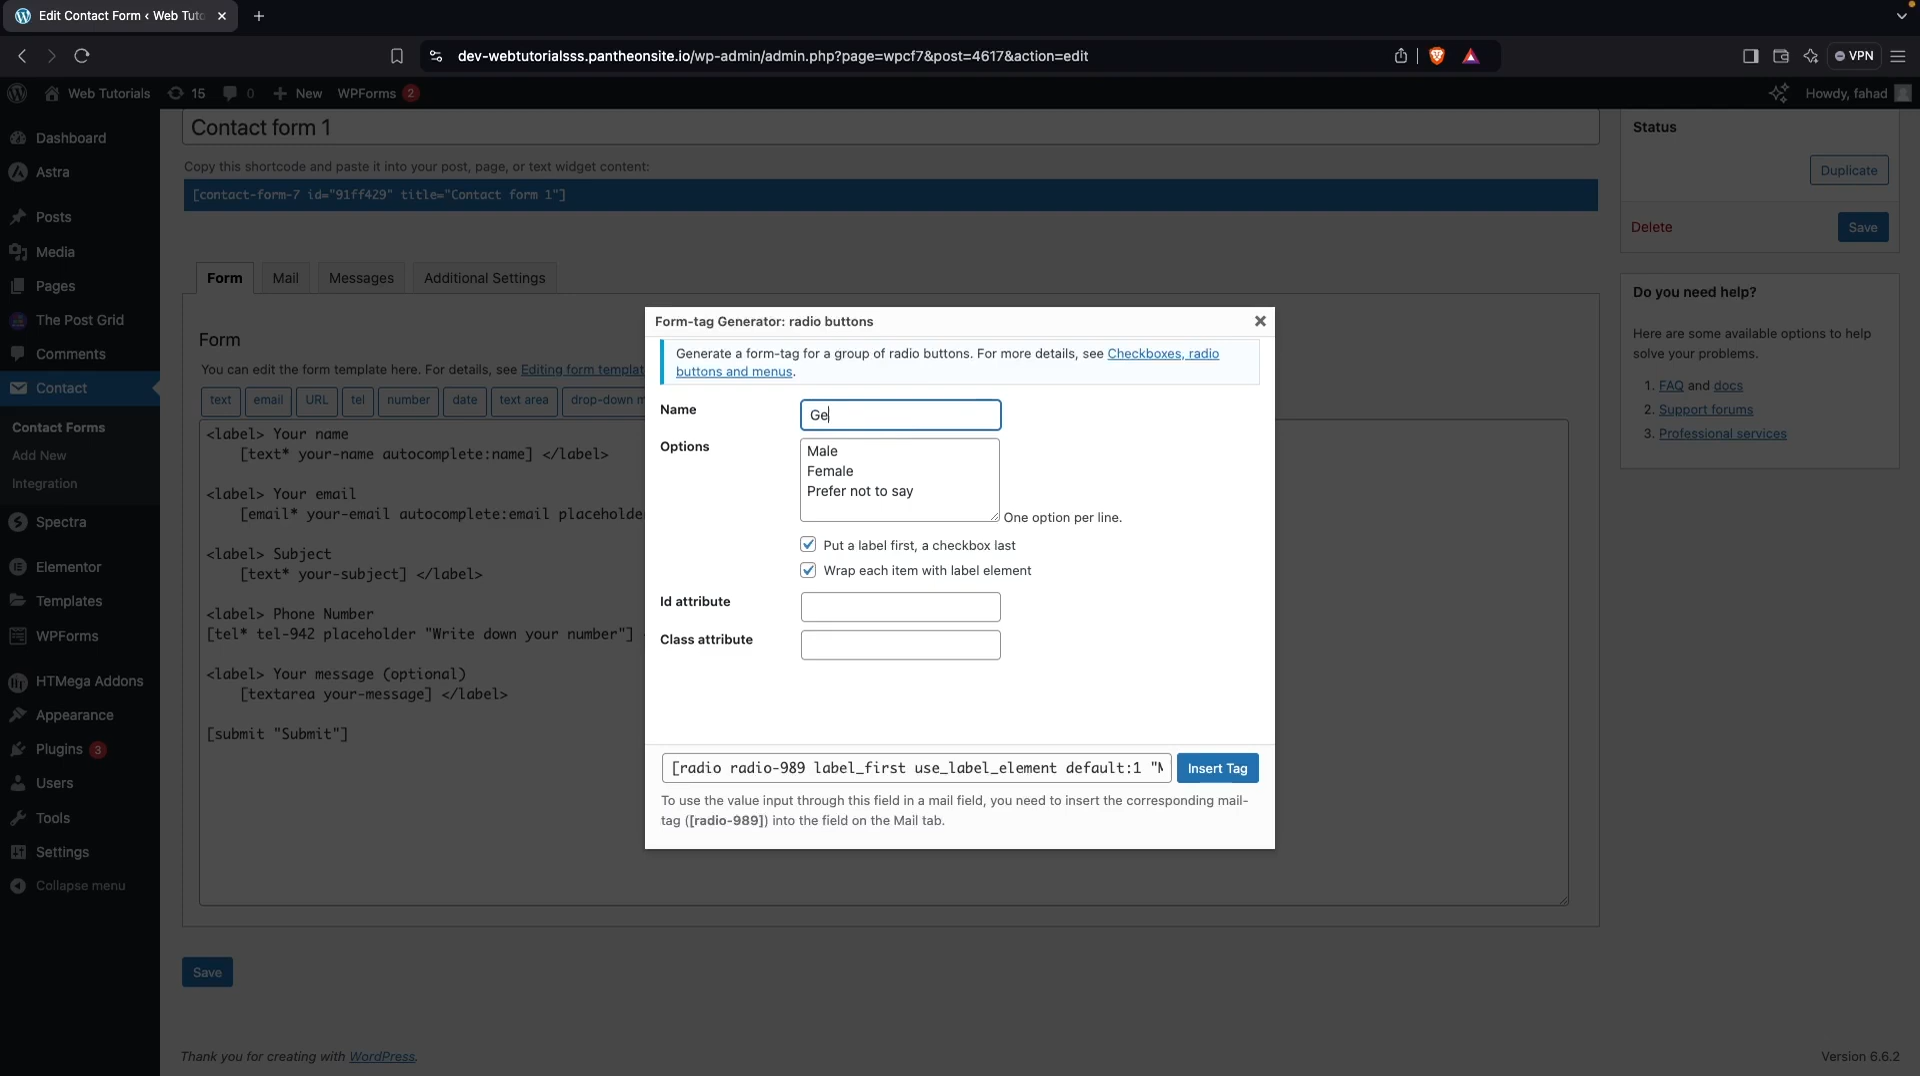 Edit Contact Form ‹ Web Tuto
dev-webtutorialsss.pantheonsite.io/wp-admin/admin.php?page=wpcf7&post=4617&action=edit
VPN
Web Tutorials
15
0
New
WPForms 2
Howdy, fahad
Dashboard
Astra
Posts
Media
Pages
The Post Grid
Comments
Contact
Contact Forms
Add New
Integration
Spectra
Elementor
Templates
WPForms
HTMega Addons
Appearance
Plugins 3
Users
Tools
Settings
Collapse menu
Contact form 1
Copy this shortcode and paste it into your post, page, or text widget content:
[contact-form-7 id="91ff429" title="Contact form 1"]
Form
Mail
Messages
Additional Settings
Form
You can edit the form template here. For details, see Editing form templat
text
email
URL
tel
number
date
text area
drop-down m
<label> Your name
[text* your-name autocomplete:name] </label>
<label> Your email
[email* your-email autocomplete:email placeholde
<label> Subject
[text* your-subject] </label>
<label> Phone Number
[tel* tel-942 placeholder "Write down your number"]
<label> Your message (optional)
[textarea your-message] </label>
[submit "Submit"]
Save
Form-tag Generator: radio buttons
Generate a form-tag for a group of radio buttons. For more details, see Checkboxes, radio
buttons and menus.
Name
Ge
Options
Male
Female
Prefer not to say
One option per line.
Put a label first, a checkbox last
Wrap each item with label element
Id attribute
Class attribute
[radio radio-989 label_first use_label_element default:1 "M
Insert Tag
To use the value input through this field in a mail field, you need to insert the corresponding mail-
tag ([radio-989]) into the field on the Mail tab.
Status
Duplicate
Delete
Save
Do you need help?
Here are some available options to help
solve your problems.
1. FAQ and docs
2. Support forums
3. Professional services
Thank you for creating with WordPress.
Version 6.6.2